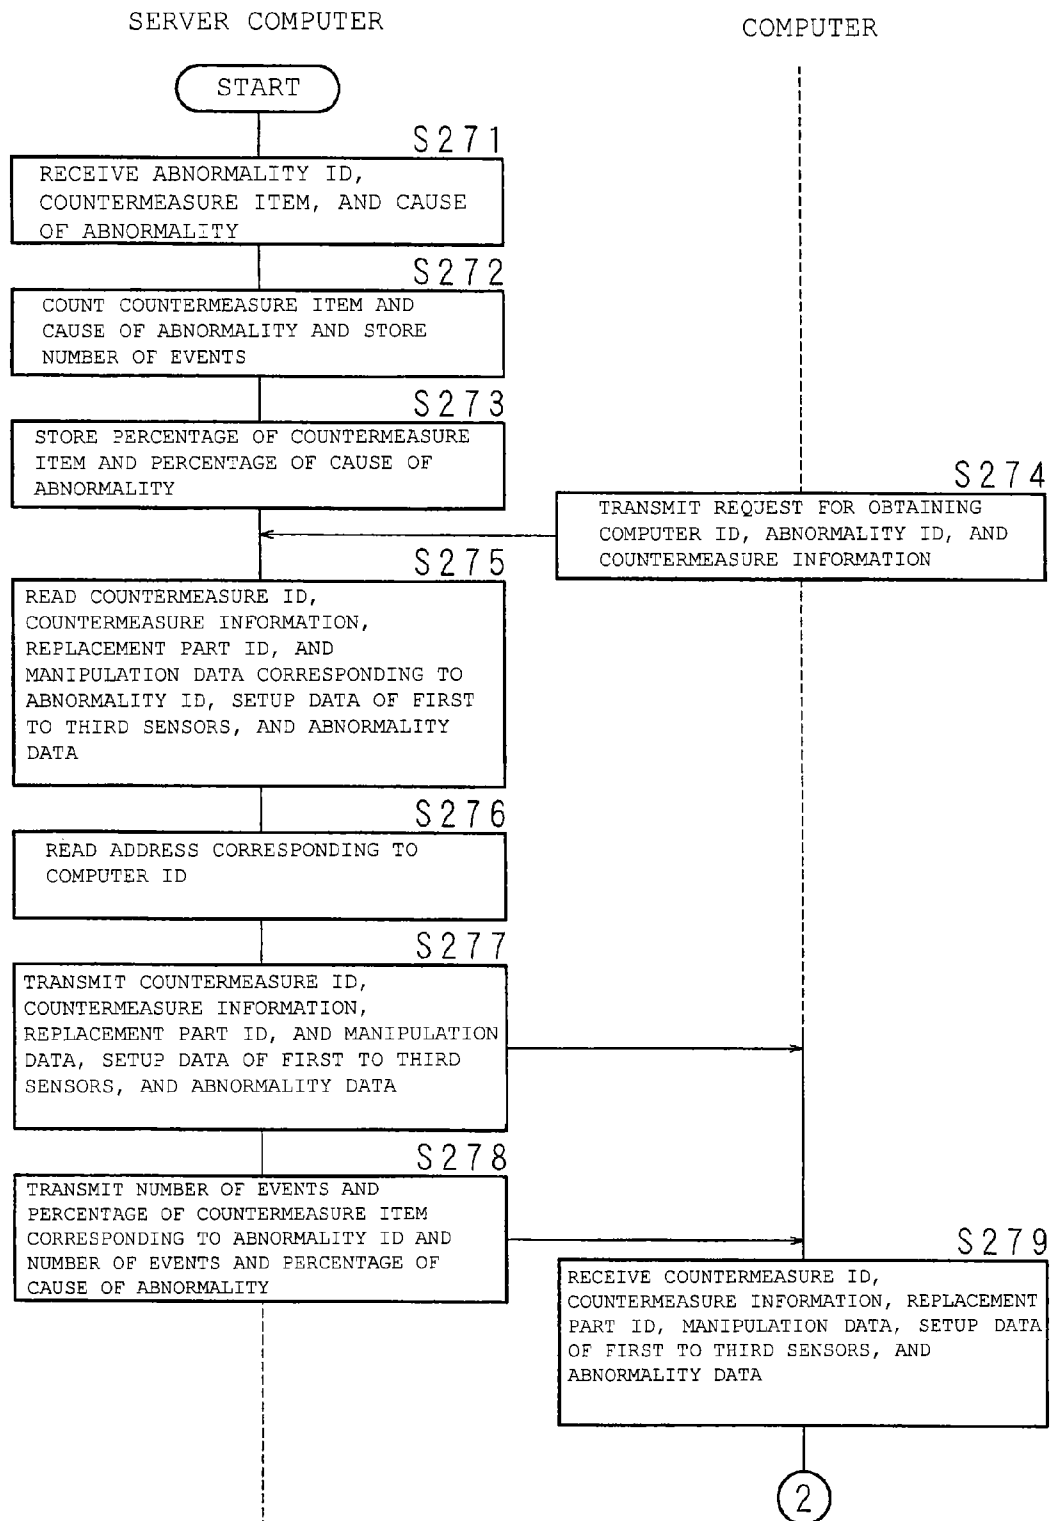 SERVER COMPUTER
COMPUTER
START
S271
RECEIVE ABNORMALITY ID,
COUNTERMEASURE ITEM, AND CAUSE
OF ABNORMALITY
S272
COUNT COUNTERMEASURE ITEM AND
CAUSE OF ABNORMALITY AND STORE
NUMBER OF EVENTS
S273
STORE PERCENTAGE OF COUNTERMEASURE
ITEM AND PERCENTAGE OF CAUSE OF
ABNORMALITY
S274
TRANSMIT REQUEST FOR OBTAINING
COMPUTER ID, ABNORMALITY ID, AND
COUNTERMEASURE INFORMATION
S275
READ COUNTERMEASURE ID,
COUNTERMEASURE INFORMATION,
REPLACEMENT PART ID, AND
MANIPULATION DATA CORRESPONDING TO
ABNORMALITY ID, SETUP DATA OF FIRST
TO THIRD SENSORS, AND ABNORMALITY
DATA
S276
READ ADDRESS CORRESPONDING TO
COMPUTER ID
S277
TRANSMIT COUNTERMEASURE ID,
COUNTERMEASURE INFORMATION,
REPLACEMENT PART ID, AND MANIPULATION
DATA, SETUP DATA OF FIRST TO THIRD
SENSORS, AND ABNORMALITY DATA
S278
TRANSMIT NUMBER OF EVENTS AND
PERCENTAGE OF COUNTERMEASURE ITEM
CORRESPONDING TO ABNORMALITY ID AND
NUMBER OF EVENTS AND PERCENTAGE OF
CAUSE OF ABNORMALITY
S279
RECEIVE COUNTERMEASURE ID,
COUNTERMEASURE INFORMATION, REPLACEMENT
PART ID, MANIPULATION DATA, SETUP DATA
OF FIRST TO THIRD SENSORS, AND
ABNORMALITY DATA
2